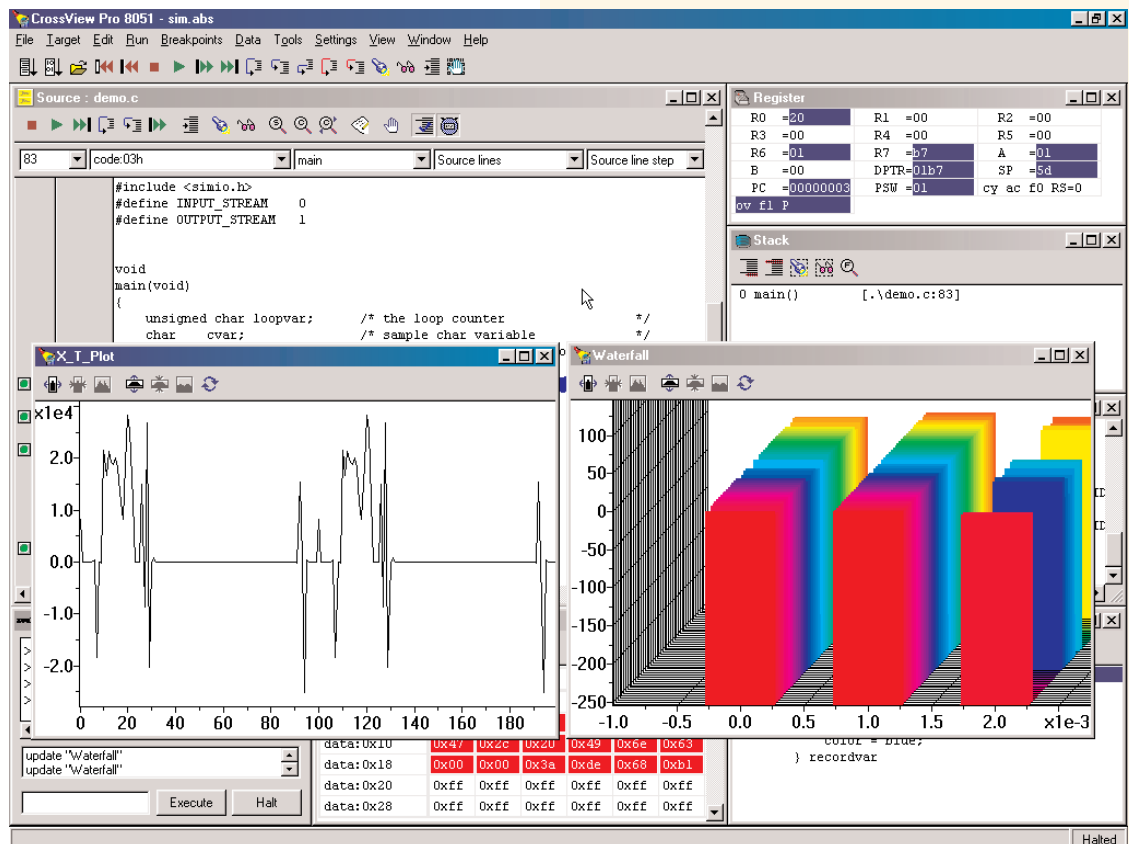 CrossView Pro 8051 - sim.abs
File Target Edit Run Breakpoints Data Tools Settings View Window Help
Source : demo.c
83 code:03h main Source lines Source line step
#include <simio.h>
#define INPUT_STREAM 0
#define OUTPUT_STREAM 1
void
main(void)
{
unsigned char loopvar; /* the loop counter */
char cvar; /* sample char variable */
Register
R0 =20 R1 =00 R2 =00
R3 =00 R4 =00 R5 =00
R6 =01 R7 =b7 A =01
B =00 DPTR=01b7 SP =5d
PC =00000003 PSW =01 cy ac f0 RS=0
ov f1 P
Stack
0 main() [.\demo.c:83]
X_T_Plot
x1e4
2.0
1.0
0.0
-1.0
-2.0
0 20 40 60 80 100 120 140 160 180
Waterfall
100
50
0
-50
-100
-150
-200
-250
-1.0 -0.5 0.0 0.5 1.0 1.5 2.0 x1e-3
>
>
>
>
update "Waterfall"
update "Waterfall"
Execute Halt
data:0x10 0x47 0x2c 0x20 0x49 0x6e 0x63
data:0x18 0x00 0x00 0x3a 0xde 0x68 0xb1
data:0x20 0xff 0xff 0xff 0xff 0xff 0xff
data:0x28 0xff 0xff 0xff 0xff 0xff 0xff
color = blue;
} recordvar
Halted